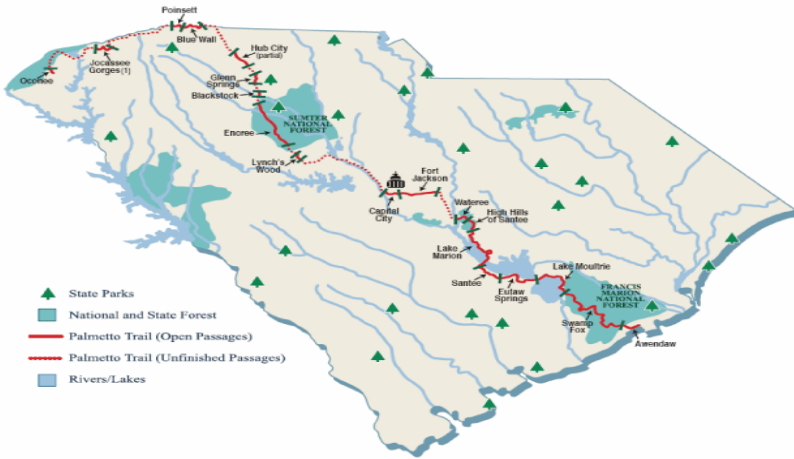 Poinsett
Blue Wall
Hub City
(partial)
Jocassee
Gorges (1)
Oconee
Glenn
Springs
Blackstock
SUMTER
NATIONAL
FOREST
Encree
Lynch's
Wood
Fort
Jackson
Capital
City
Wateree
High Hills
of Santee
Lake
Marion
Lake Moultrie
Santee
Eutaw
Springs
FRANCIS
MARION
NATIONAL
FOREST
Swamp
Fox
Awendaw
State Parks
National and State Forest
Palmetto Trail (Open Passages)
Palmetto Trail (Unfinished Passages)
Rivers/Lakes